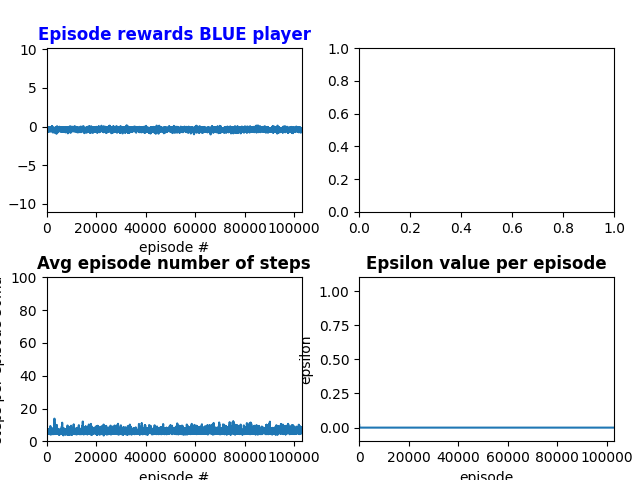 Episode rewards BLUE player
10
5
0
−5
−10
0 20000 40000 60000 80000 100000
episode #
1.0
0.8
0.6
0.4
0.2
0.0
0.0 0.2 0.4 0.6 0.8 1.0
Avg episode number of steps
100
80
60
40
20
0
0 20000 40000 60000 80000 100000
episode #
Epsilon value per episode
epsilon
1.00
0.75
0.50
0.25
0.00
0 20000 40000 60000 80000 100000
episode